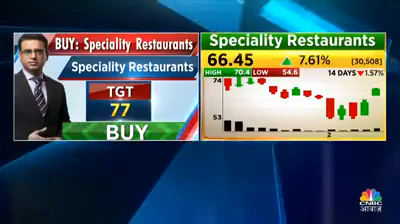 BUY: Speciality Restaurants
Speciality Restaurants
TGT
77
BUY
Speciality Restaurants
66.45 7.61% [30,508]
HIGH 70.4 LOW 54.6 14 DAYS 1.57%
74
53
2
CNBC
आवाज़